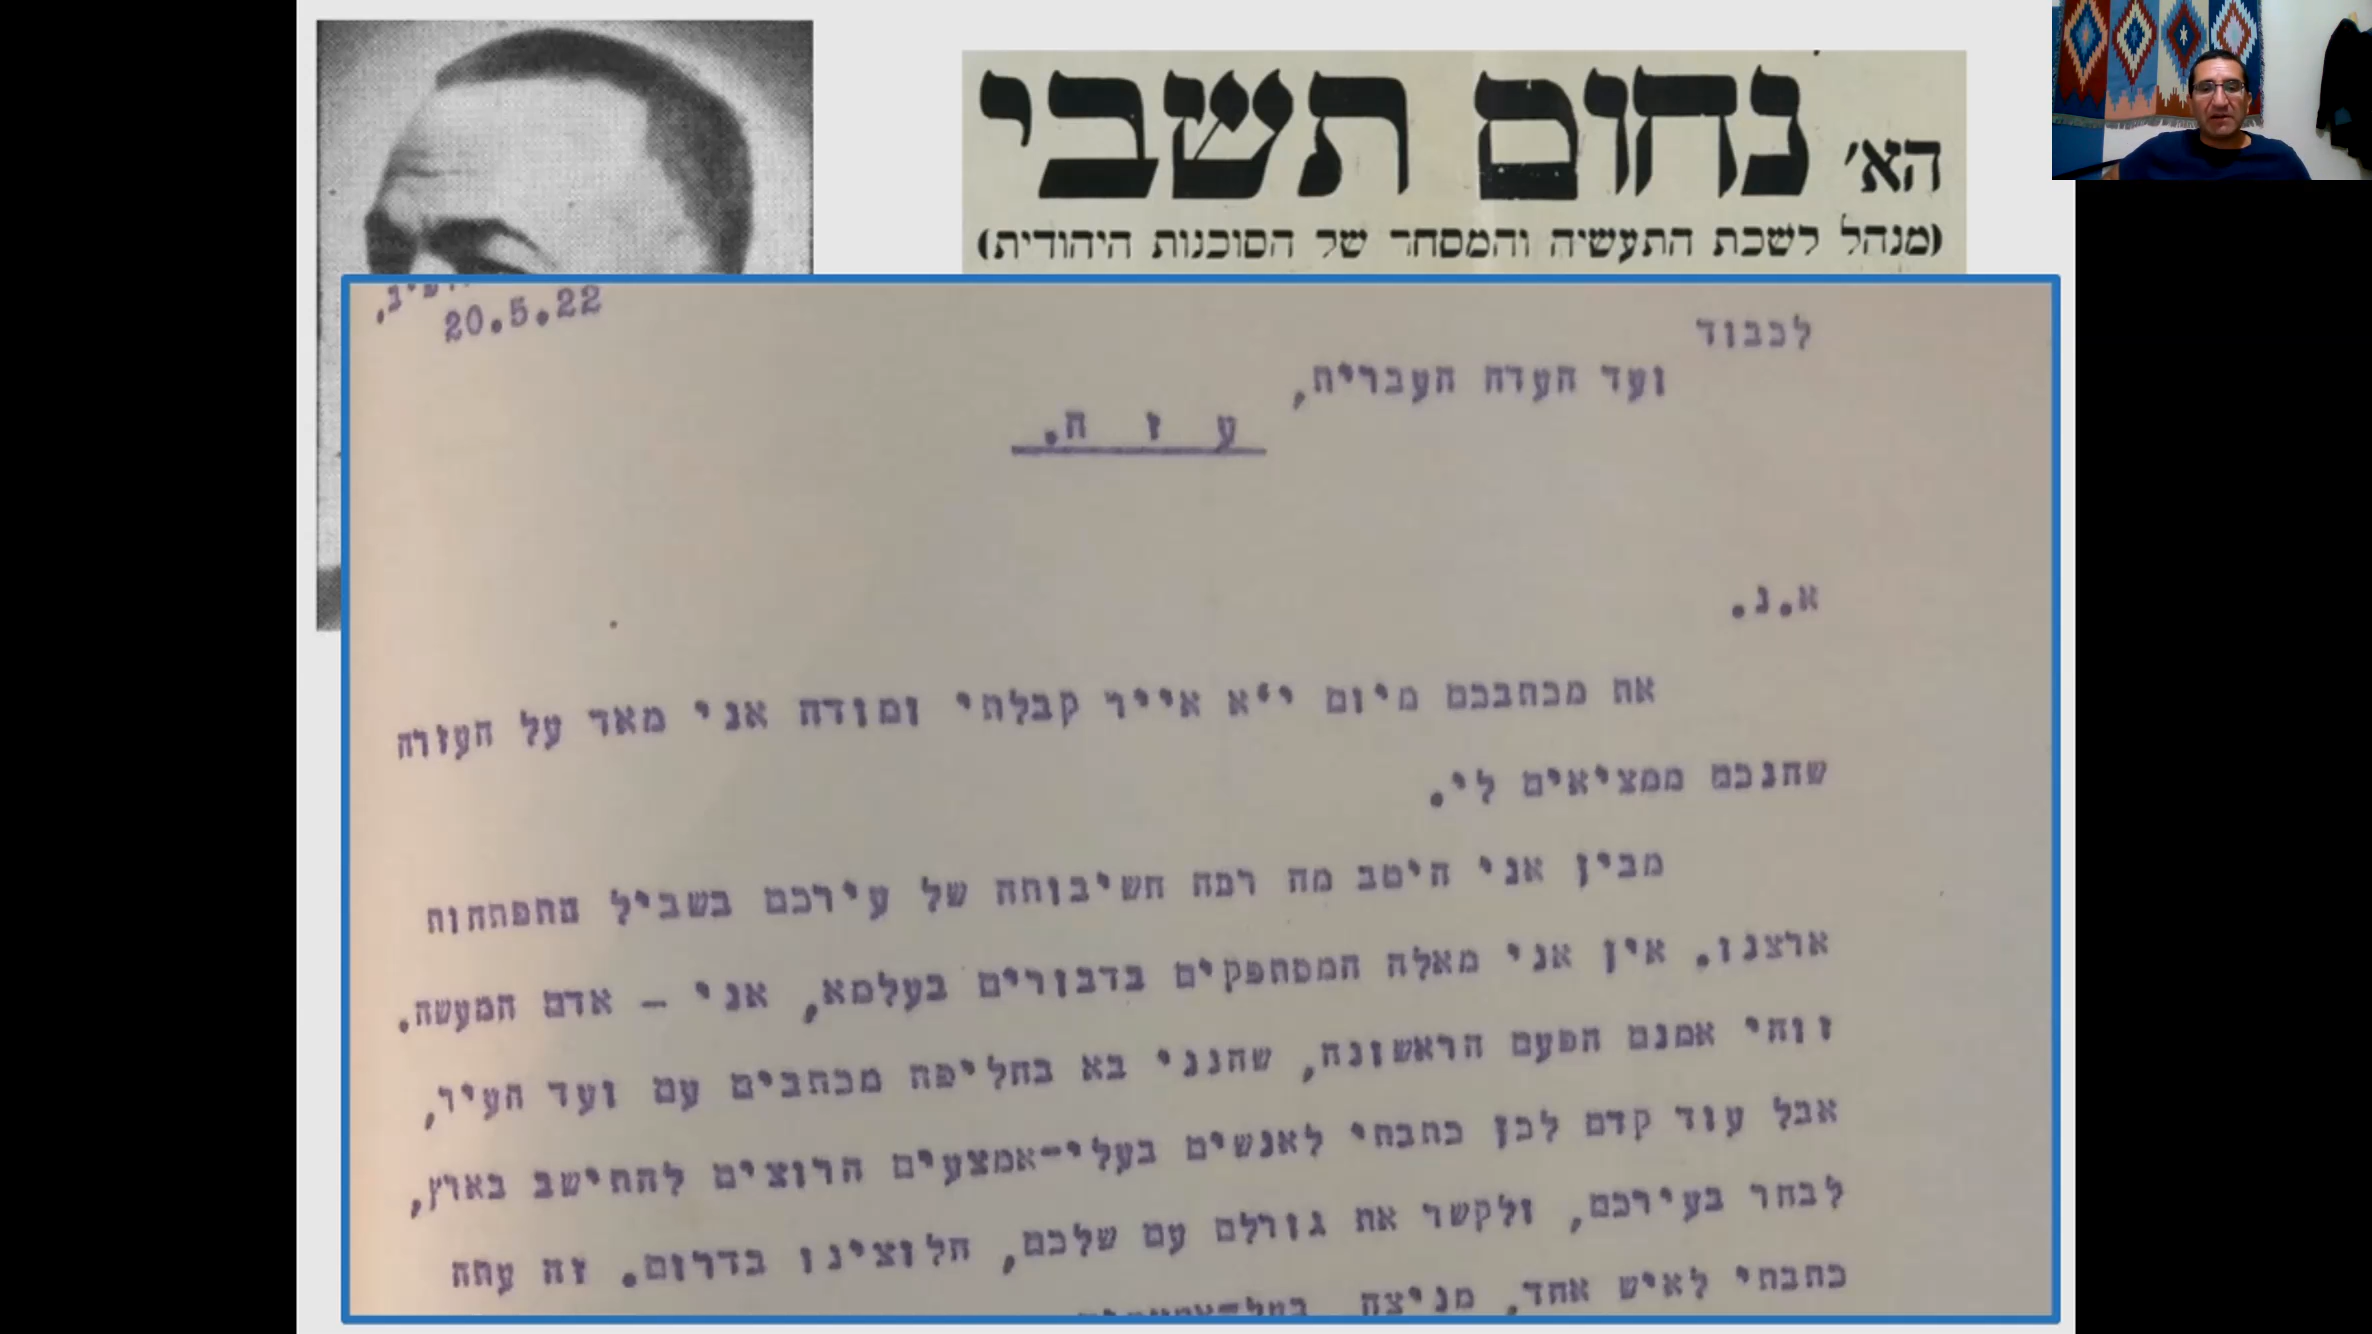 הא' נחום תשבי
(מנהל לשכת התעשיה והמסחר של הסוכנות היהודית)
20.5.22
לכבוד
ועד העדה העברית,
ע ז ה.
א.נ.
את מכתבכם מיום י"א אייר קבלתי ומודה אני מאד על העזרה
שהנכם ממציאים לי.
מבין אני היטב מה רבה חשיבותה של עירכם בשביל התפתחות
ארצנו. אין אני מאלה המסתפקים בדבורים בעלמא, אני - אדם המעשה.
זוהי אמנם הפעם הראשונה, שהנני בא בחליפת מכתבים עם ועד העיר,
אבל עוד קדם לכן כתבתי לאנשים בעלי-אמצעים הרוצים להתישב בארץ,
לבחר בעירכם, ולקשר את גורלם עם שלכם, חלוצינו בדרום. זה עתה
כתבתי לאיש אחד, מניצה